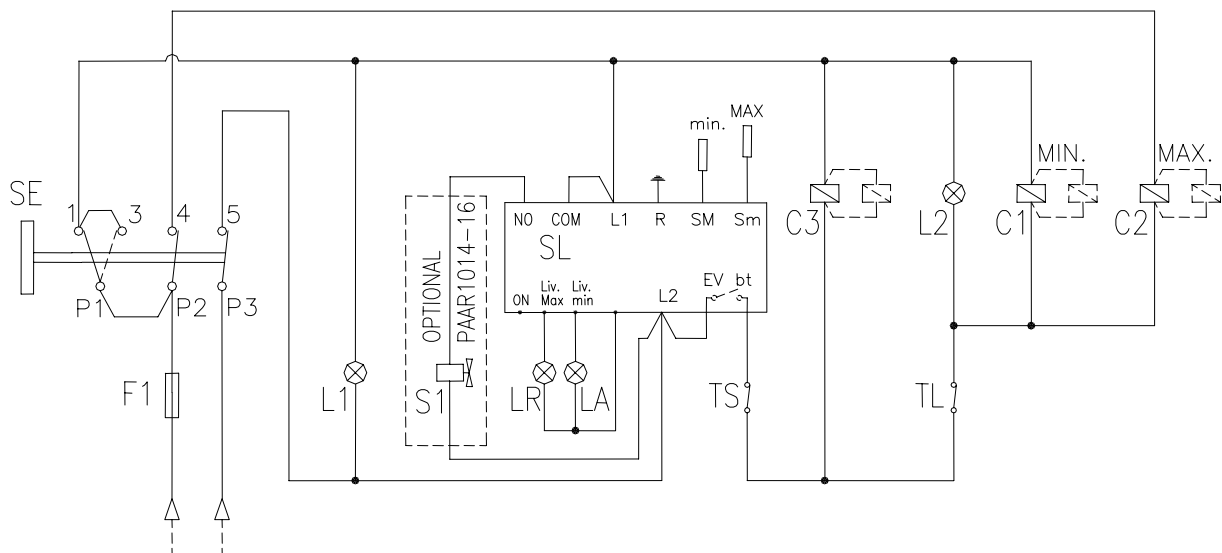 MAX
min.
MIN.
MAX.
SE
1 3 4 5
OPTIONAL
PAAR1014-16
NO COM L1 R SM Sm
SL
C3
L2
C1
C2
P1 P2 P3
EV bt
Liv. Liv.
ON Max min
L2
F1
L1
S1
LR
LA
TS
TL